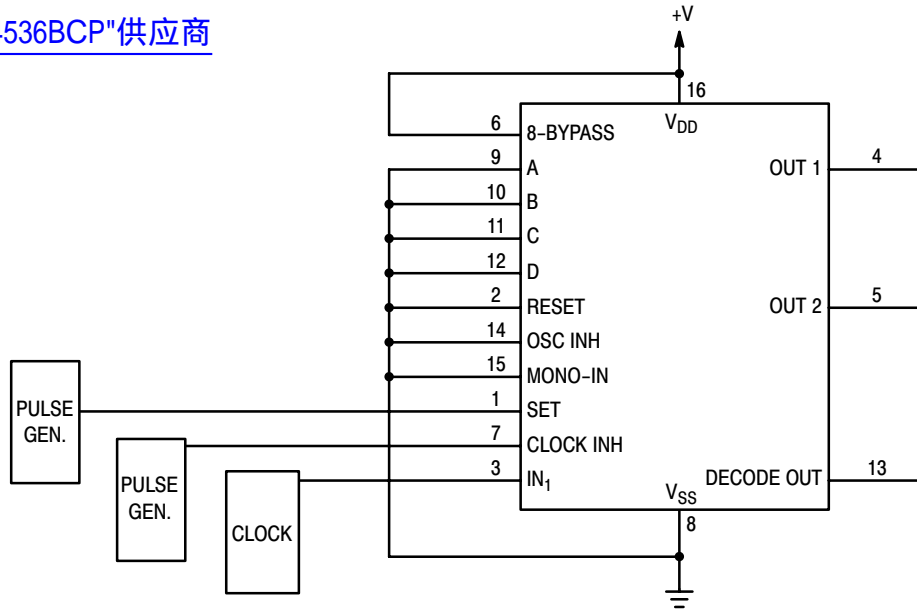 536BCP"供应商
+V
16
V_DD
6 8-BYPASS
9 A
OUT 1 4
10 B
11 C
12 D
2 RESET
OUT 2 5
14 OSC INH
15 MONO-IN
1 SET
7 CLOCK INH
3 IN₁
DECODE OUT 13
V_SS
8
PULSE
GEN.
PULSE
GEN.
CLOCK